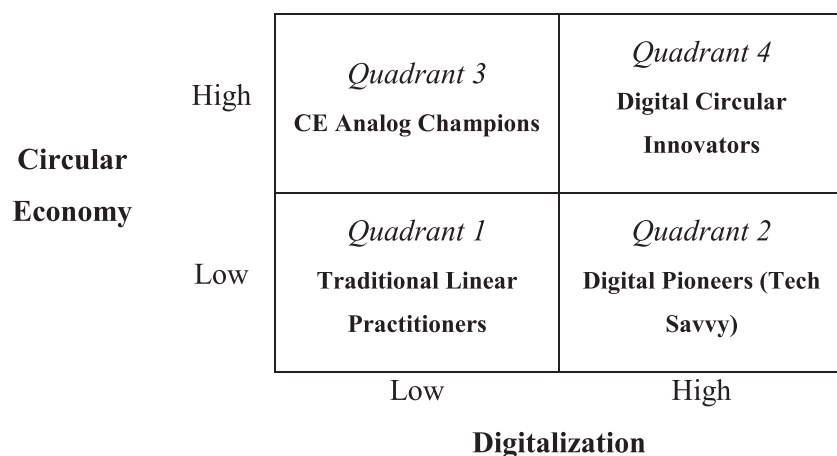 Quadrant 3
CE Analog Champions
Quadrant 4
Digital Circular
Innovators
High
Circular
Economy
Quadrant 1
Traditional Linear
Practitioners
Quadrant 2
Digital Pioneers (Tech
Savvy)
Low
Low
High
Digitalization